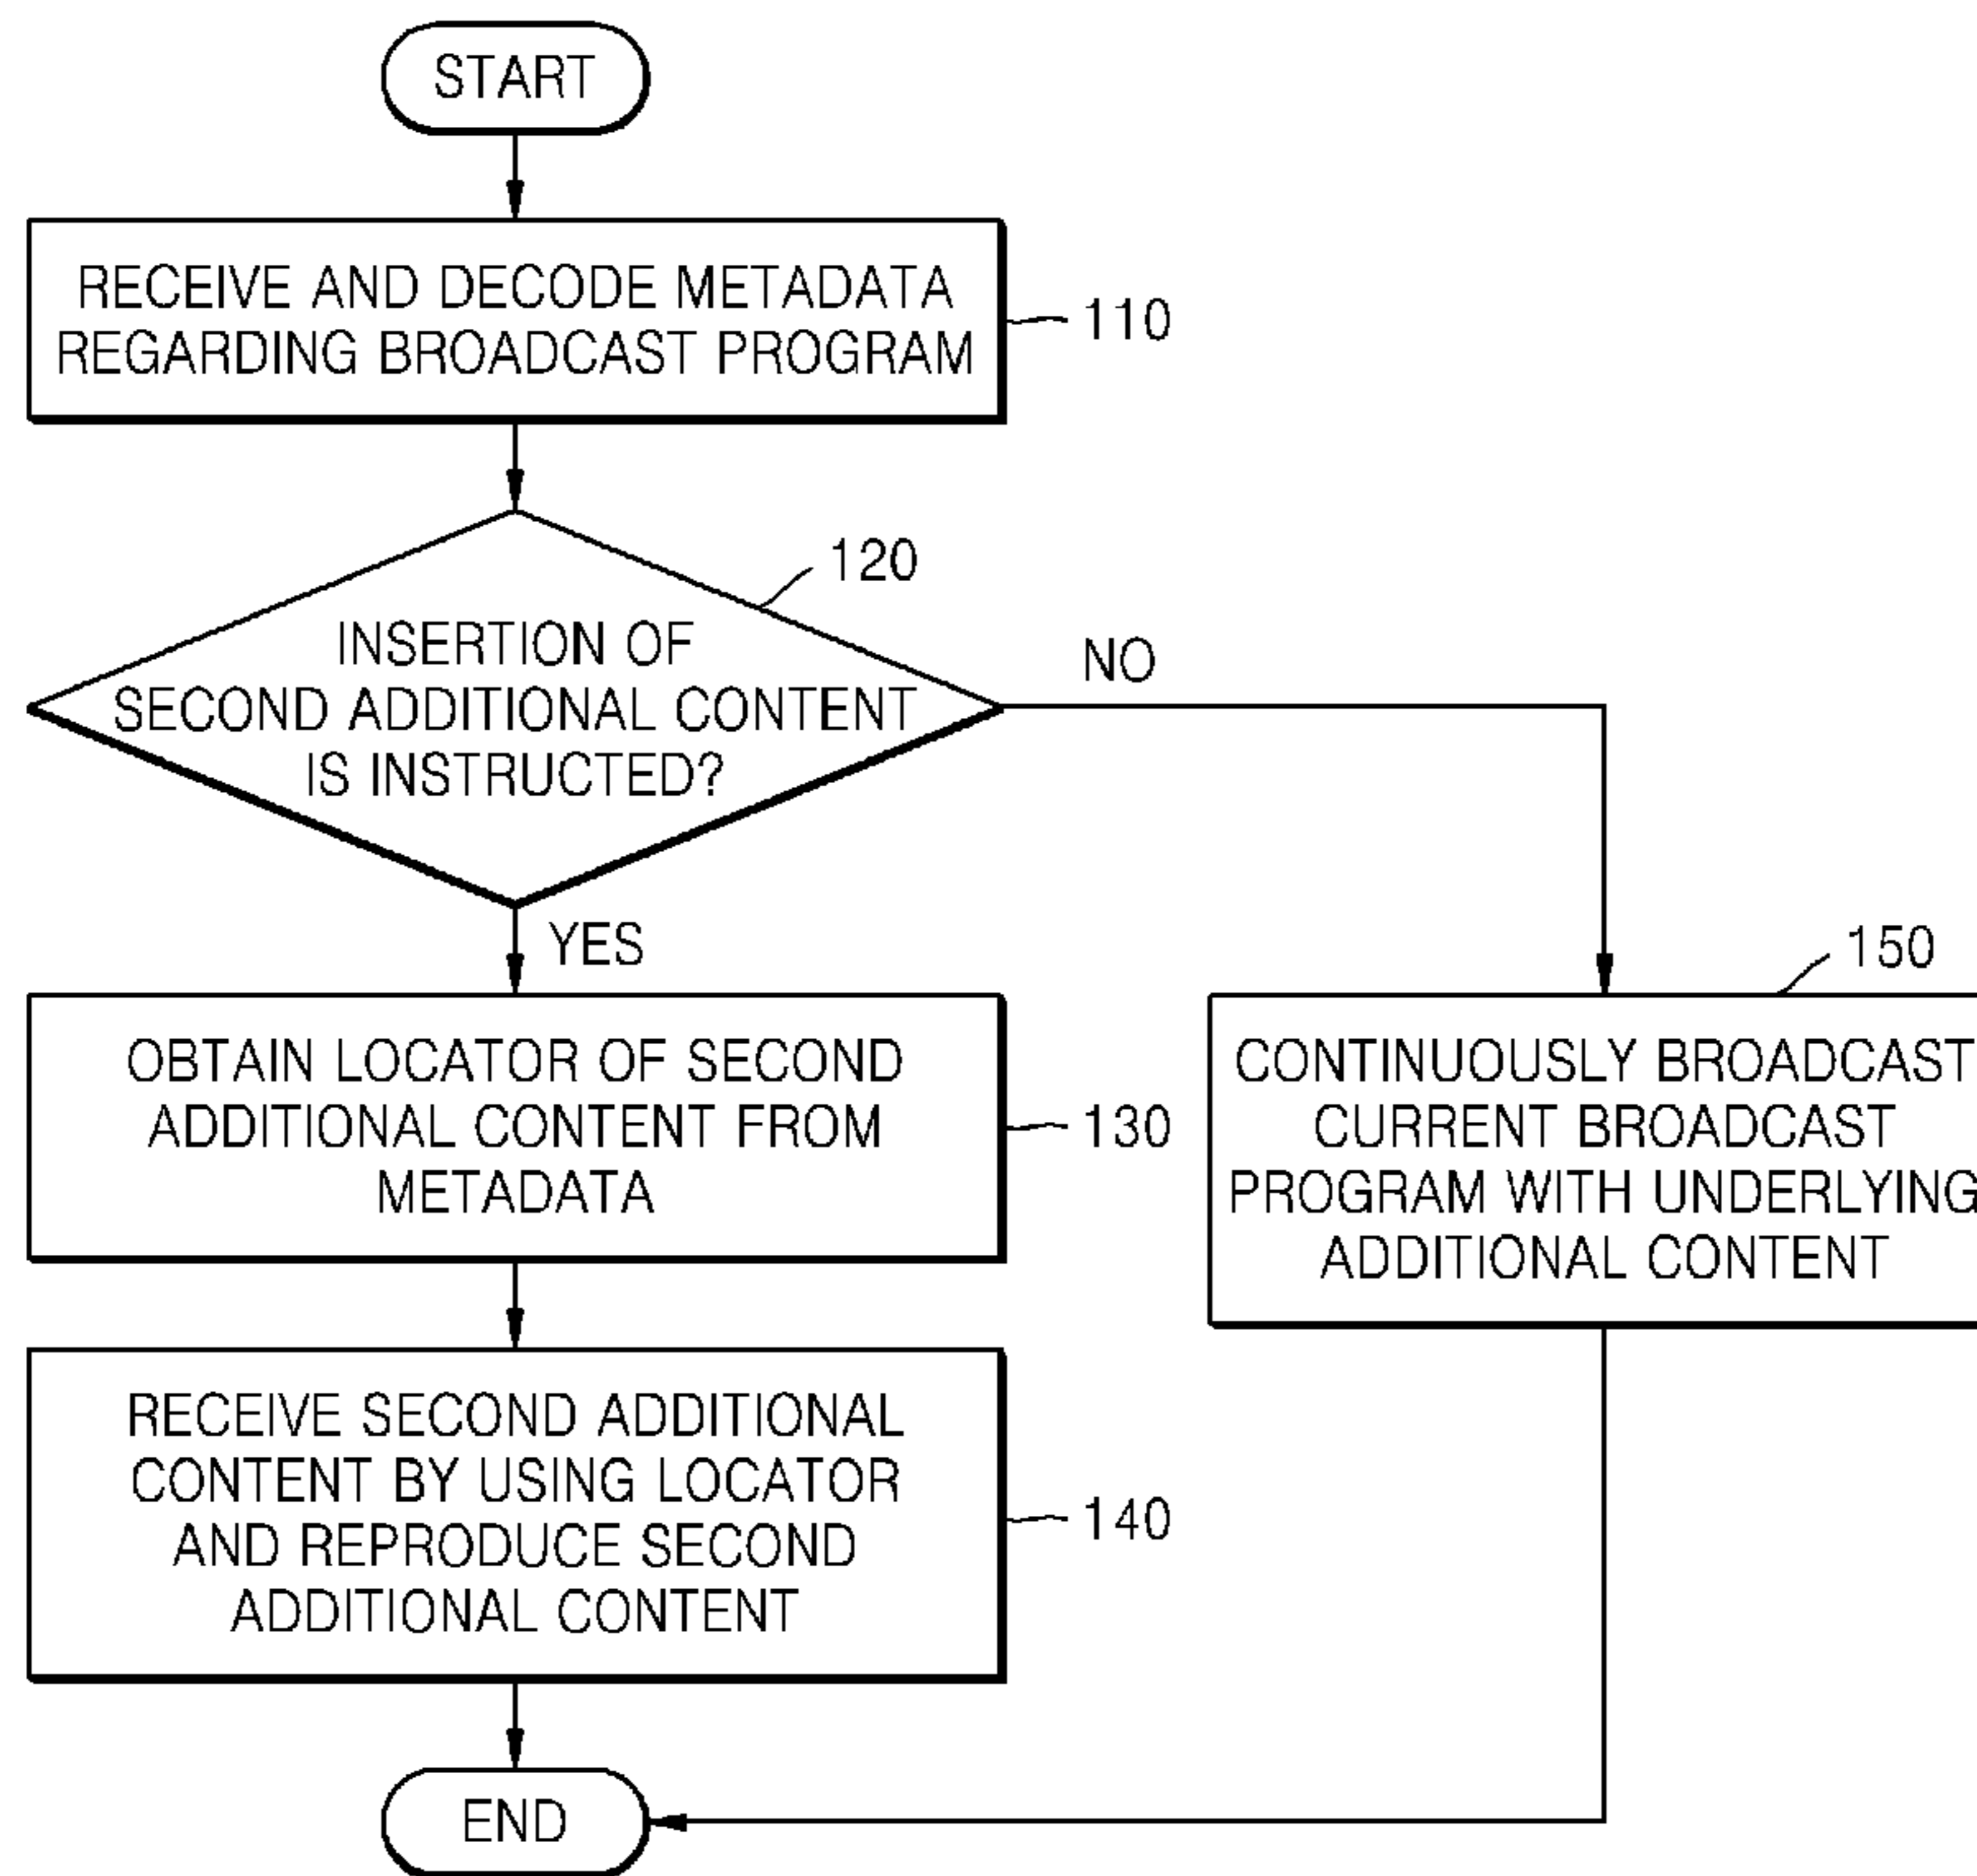 START
RECEIVE AND DECODE METADATA
REGARDING BROADCAST PROGRAM
110
120
INSERTION OF
SECOND ADDITIONAL CONTENT
IS INSTRUCTED?
NO
YES
OBTAIN LOCATOR OF SECOND
ADDITIONAL CONTENT FROM
METADATA
130
150
CONTINUOUSLY BROADCAST
CURRENT BROADCAST
PROGRAM WITH UNDERLYING
ADDITIONAL CONTENT
RECEIVE SECOND ADDITIONAL
CONTENT BY USING LOCATOR
AND REPRODUCE SECOND
ADDITIONAL CONTENT
140
END